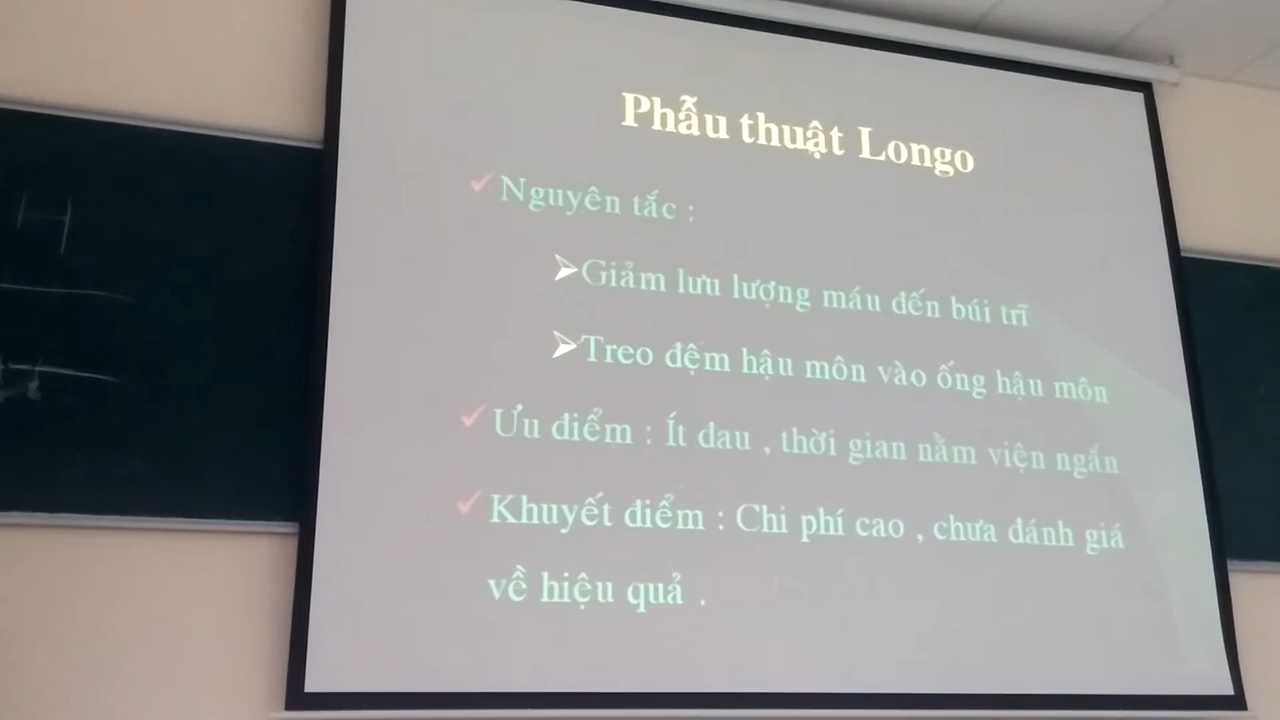 Phẫu thuật Longo
✓ Nguyên tắc :
➢ Giảm lưu lượng máu đến búi trĩ
➢ Treo đệm hậu môn vào ống hậu môn
✓ Ưu điểm : Ít đau , thời gian nằm viện ngắn
✓ Khuyết điểm : Chi phí cao , chưa đánh giá
về hiệu quả .
H